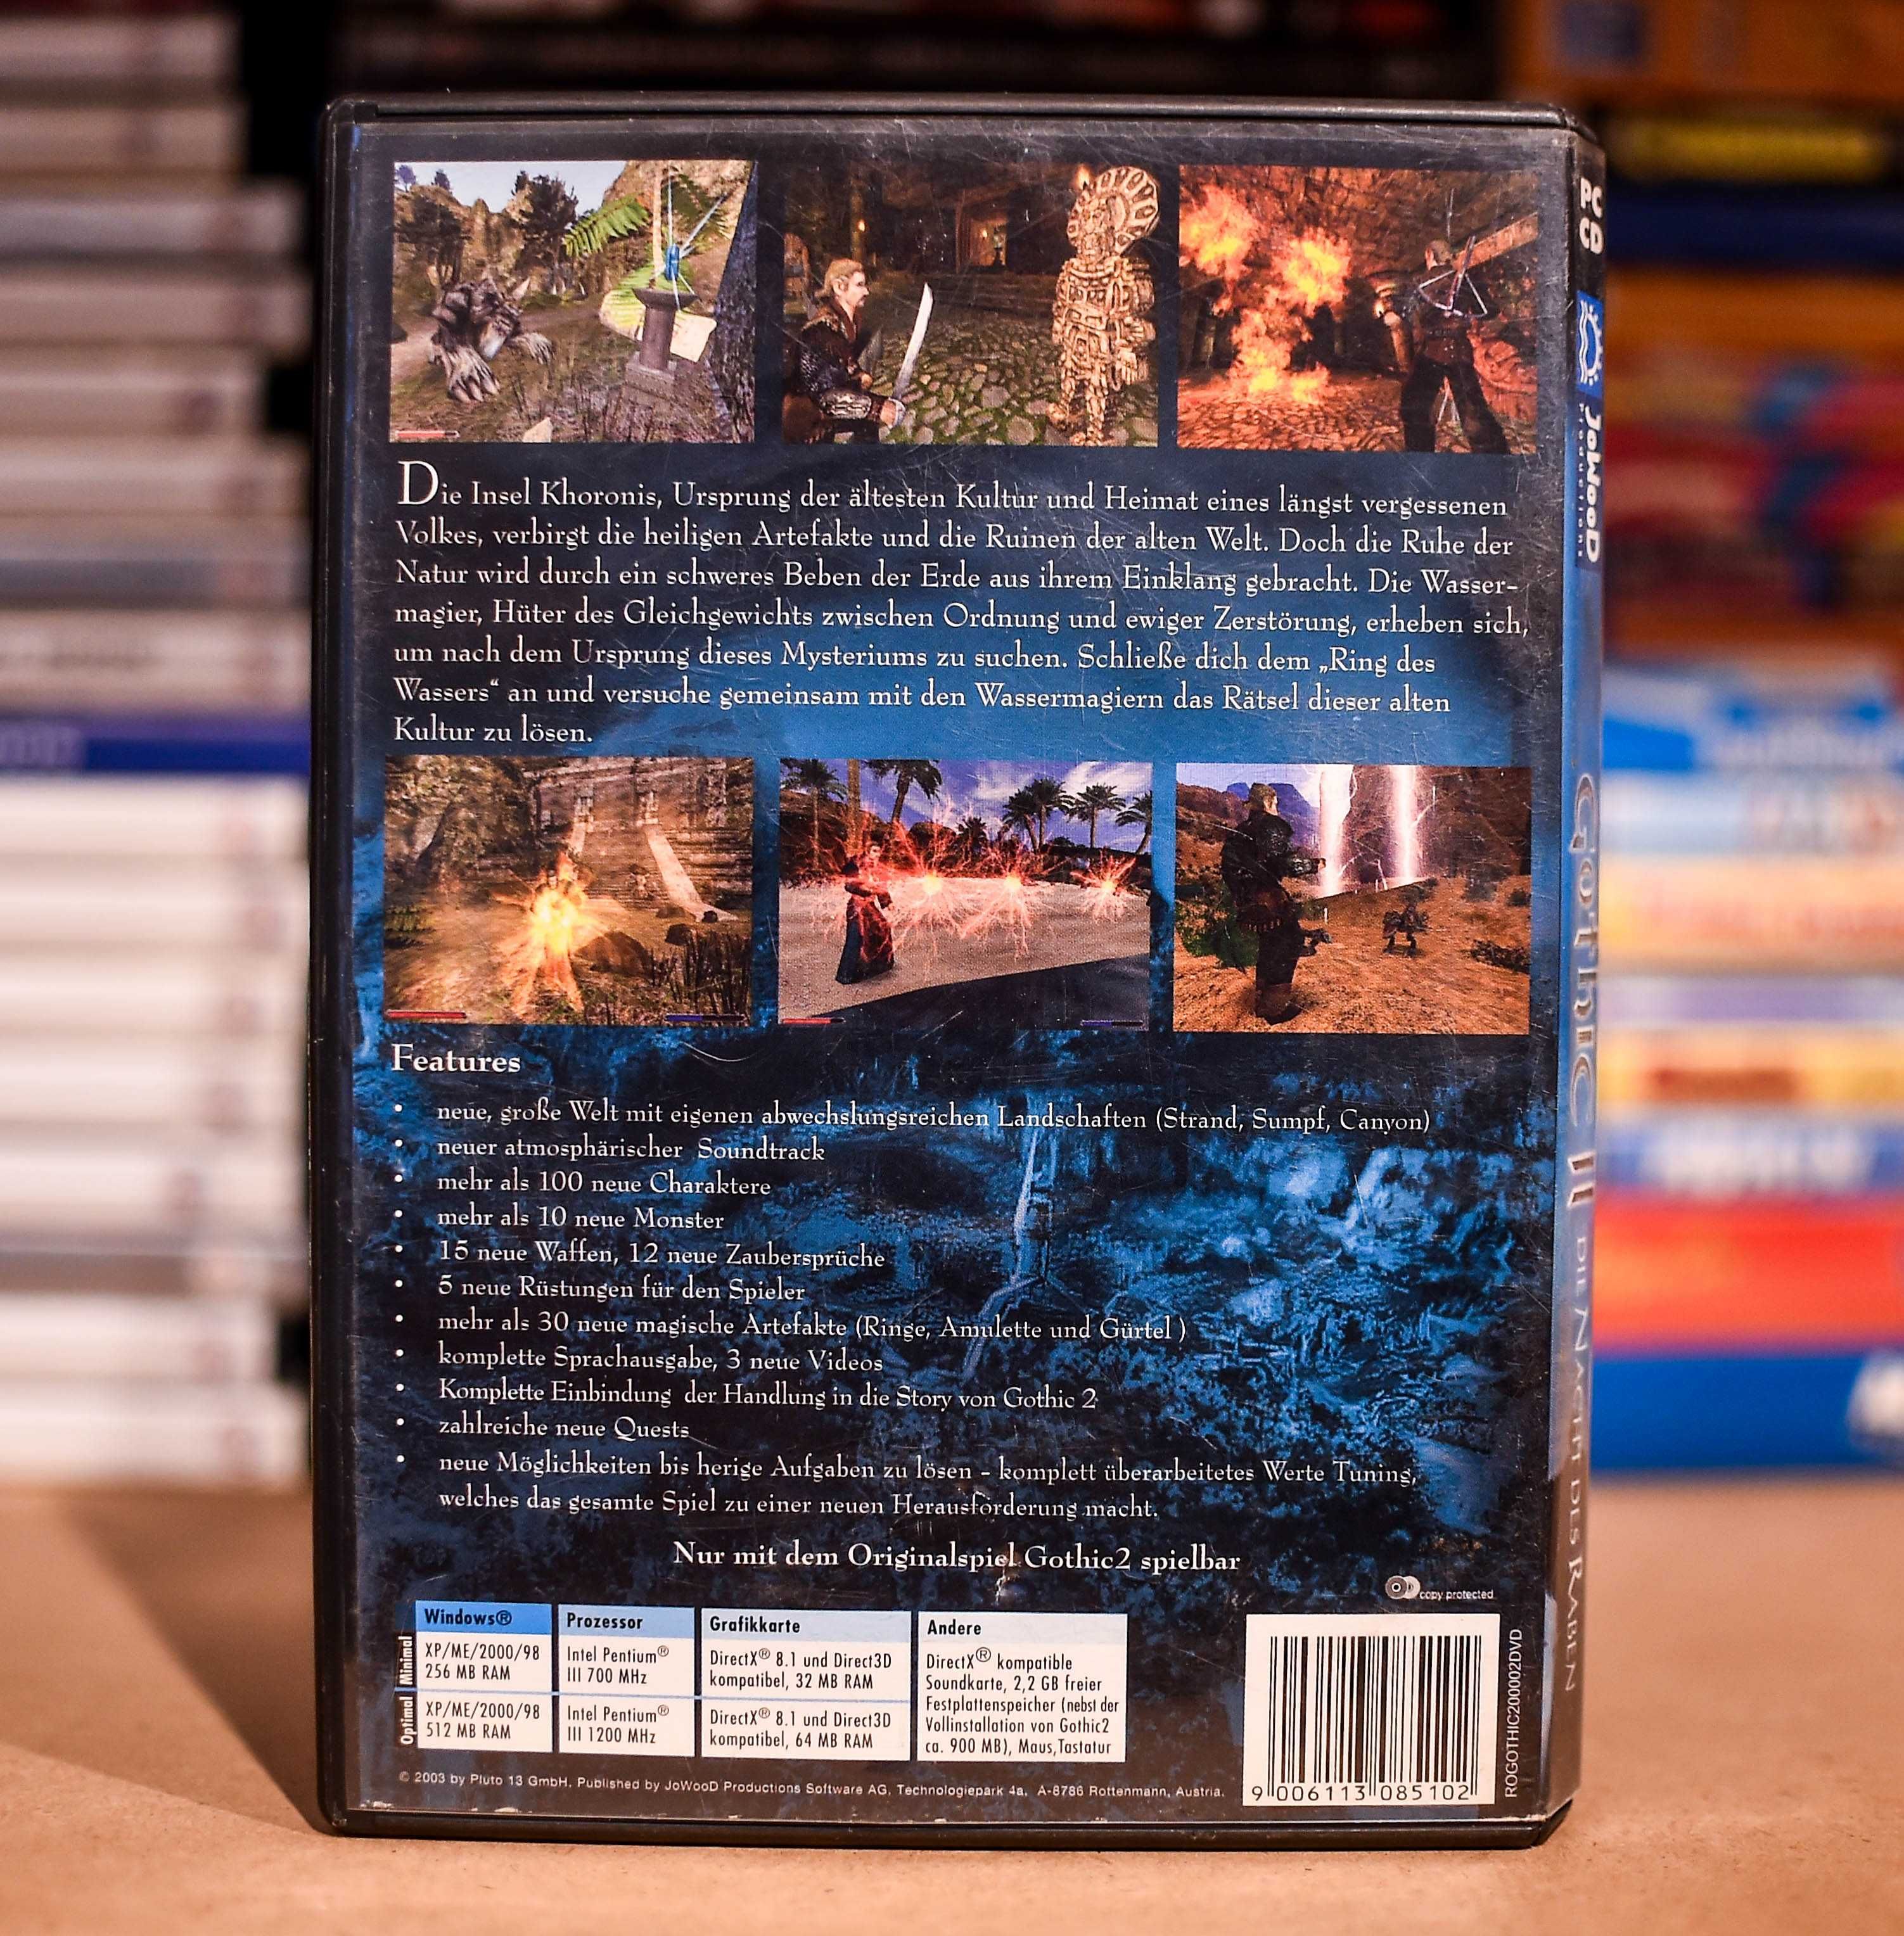 Die Insel Khoronis, Ursprung der ältesten Kultur und Heimat eines längst vergessenen
Volkes, verbirgt die heiligen Artefakte und die Ruinen der alten Welt. Doch die Ruhe der
Natur wird durch ein schweres Beben der Erde aus ihrem Einklang gebracht. Die Wasser-
magier, Hüter des Gleichgewichts zwischen Ordnung und ewiger Zerstörung, erheben sich,
um nach dem Ursprung dieses Mysteriums zu suchen. Schließe dich dem „Ring des
Wassers“ an und versuche gemeinsam mit den Wassermagiern das Rätsel dieser alten
Kultur zu lösen.
Features
• neue, große Welt mit eigenen abwechslungsreichen Landschaften (Strand, Sumpf, Canyon)
• neuer atmosphärischer Soundtrack
• mehr als 100 neue Charaktere
• mehr als 10 neue Monster
• 15 neue Waffen, 12 neue Zaubersprüche
• 5 neue Rüstungen für den Spieler
• mehr als 30 neue magische Artefakte (Ringe, Amulette und Gürtel )
• komplette Sprachausgabe, 3 neue Videos
• Komplette Einbindung der Handlung in die Story von Gothic 2
• zahlreiche neue Quests
• neue Möglichkeiten bis herige Aufgaben zu lösen - komplett überarbeitetes Werte Tuning,
welches das gesamte Spiel zu einer neuen Herausforderung macht.
Nur mit dem Originalspiel Gothic2 spielbar
copy protected
Minimal
Optimal
Windows®
XP/ME/2000/98
256 MB RAM
XP/ME/2000/98
512 MB RAM
Prozessor
Intel Pentium®
III 700 MHz
Intel Pentium®
III 1200 MHz
Grafikkarte
DirectX® 8.1 und Direct3D
kompatibel, 32 MB RAM
DirectX® 8.1 und Direct3D
kompatibel, 64 MB RAM
Andere
DirectX® kompatible
Soundkarte, 2,2 GB freier
Festplattenspeicher (nebst der
Vollinstallation von Gothic2
ca. 900 MB), Maus,Tastatur
© 2003 by Pluto 13 GmbH. Published by JoWooD Productions Software AG, Technologiepark 4a, A-8786 Rottenmann, Austria.
9 006113 085102
ROGOTHIC200002DVD
PC
CD
JoWooD
Productions
Gothic II
DIE NACHT DES RABEN